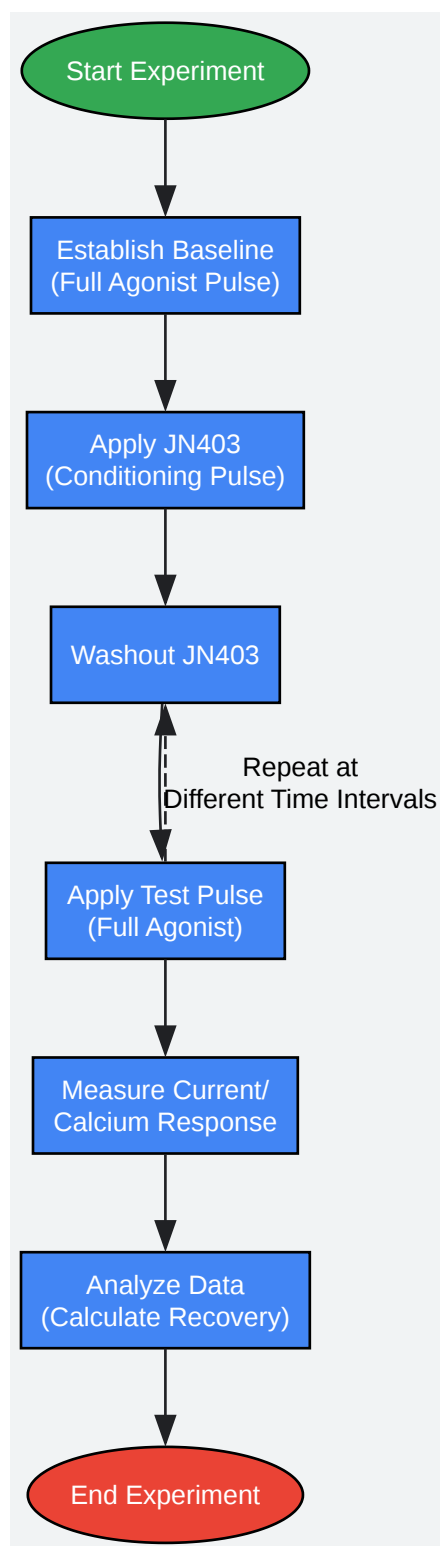 Start Experiment
Establish Baseline
(Full Agonist Pulse)
Apply JN403
(Conditioning Pulse)
Washout JN403
Repeat at
Different Time Intervals
Apply Test Pulse
(Full Agonist)
Measure Current/
Calcium Response
Analyze Data
(Calculate Recovery)
End Experiment